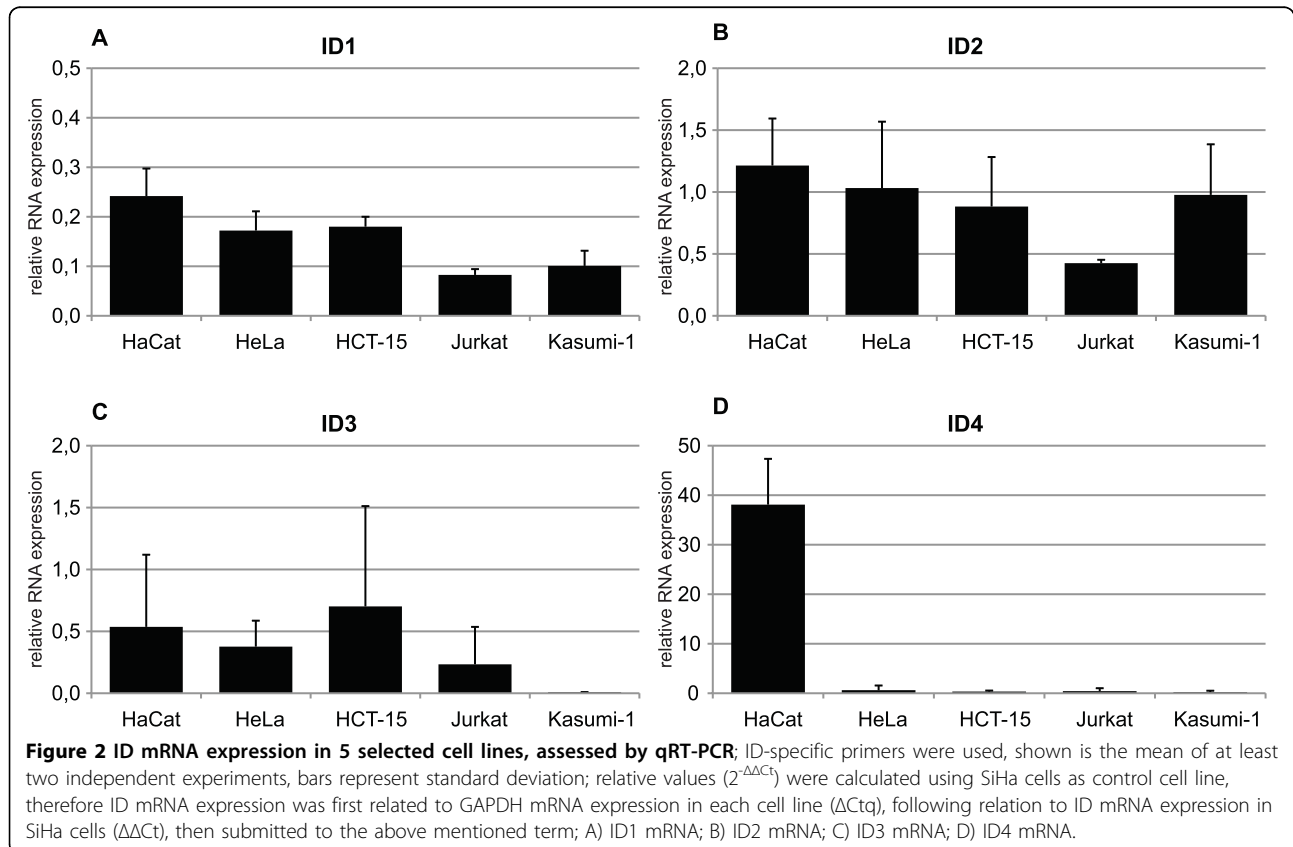 A
ID1
relative RNA expression
0,5
0,4
0,3
0,2
0,1
0,0
HaCat HeLa HCT-15 Jurkat Kasumi-1
B
ID2
relative RNA expression
2,0
1,5
1,0
0,5
0,0
HaCat HeLa HCT-15 Jurkat Kasumi-1
C
ID3
relative RNA expression
2,0
1,5
1,0
0,5
0,0
HaCat HeLa HCT-15 Jurkat Kasumi-1
D
ID4
relative RNA expression
50
40
30
20
10
0
HaCat HeLa HCT-15 Jurkat Kasumi-1
Figure 2 ID mRNA expression in 5 selected cell lines, assessed by qRT-PCR; ID-specific primers were used, shown is the mean of at least
two independent experiments, bars represent standard deviation; relative values (2^-ΔΔCt) were calculated using SiHa cells as control cell line,
therefore ID mRNA expression was first related to GAPDH mRNA expression in each cell line (ΔCtq), following relation to ID mRNA expression in
SiHa cells (ΔΔCt), then submitted to the above mentioned term; A) ID1 mRNA; B) ID2 mRNA; C) ID3 mRNA; D) ID4 mRNA.